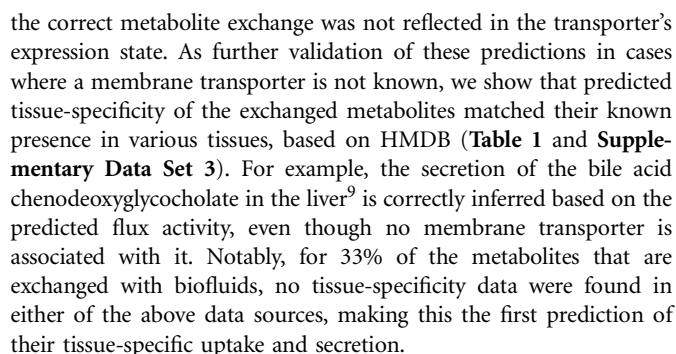 the correct metabolite exchange was not reflected in the transporter's
expression state. As further validation of these predictions in cases
where a membrane transporter is not known, we show that predicted
tissue-specificity of the exchanged metabolites matched their known
presence in various tissues, based on HMDB (Table 1 and Supple-
mentary Data Set 3). For example, the secretion of the bile acid
chenodeoxyglycocholate in the liver9 is correctly inferred based on the
predicted flux activity, even though no membrane transporter is
associated with it. Notably, for 33% of the metabolites that are
exchanged with biofluids, no tissue-specificity data were found in
either of the above data sources, making this the first prediction of
their tissue-specific uptake and secretion.